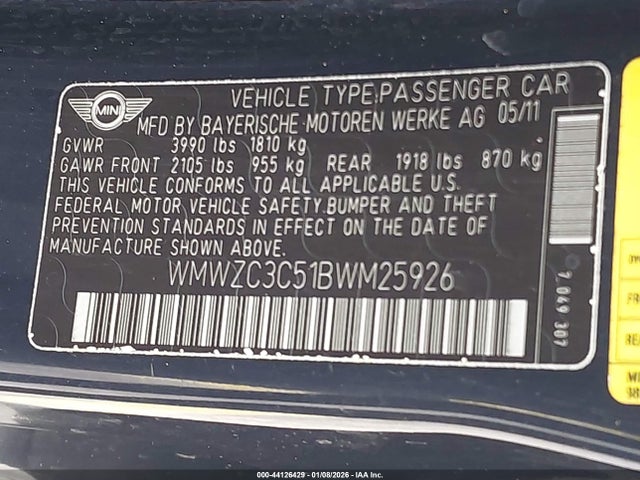 MINI
VEHICLE TYPE:PASSENGER CAR
MFD BY BAYERISCHE MOTOREN WERKE AG 05/11
GVWR 3990 lbs 1810 kg
GAWR FRONT 2105 lbs 955 kg REAR 1918 lbs 870 kg
THIS VEHICLE CONFORMS TO ALL APPLICABLE U.S.
FEDERAL MOTOR VEHICLE SAFETY.BUMPER AND THEFT
PREVENTION STANDARDS IN EFFECT ON THE DATE OF
MANUFACTURE SHOWN ABOVE.
WMWZC3C51BWM25926
7.049 307
000-44126429 - 01/08/2026 - IAA Inc.